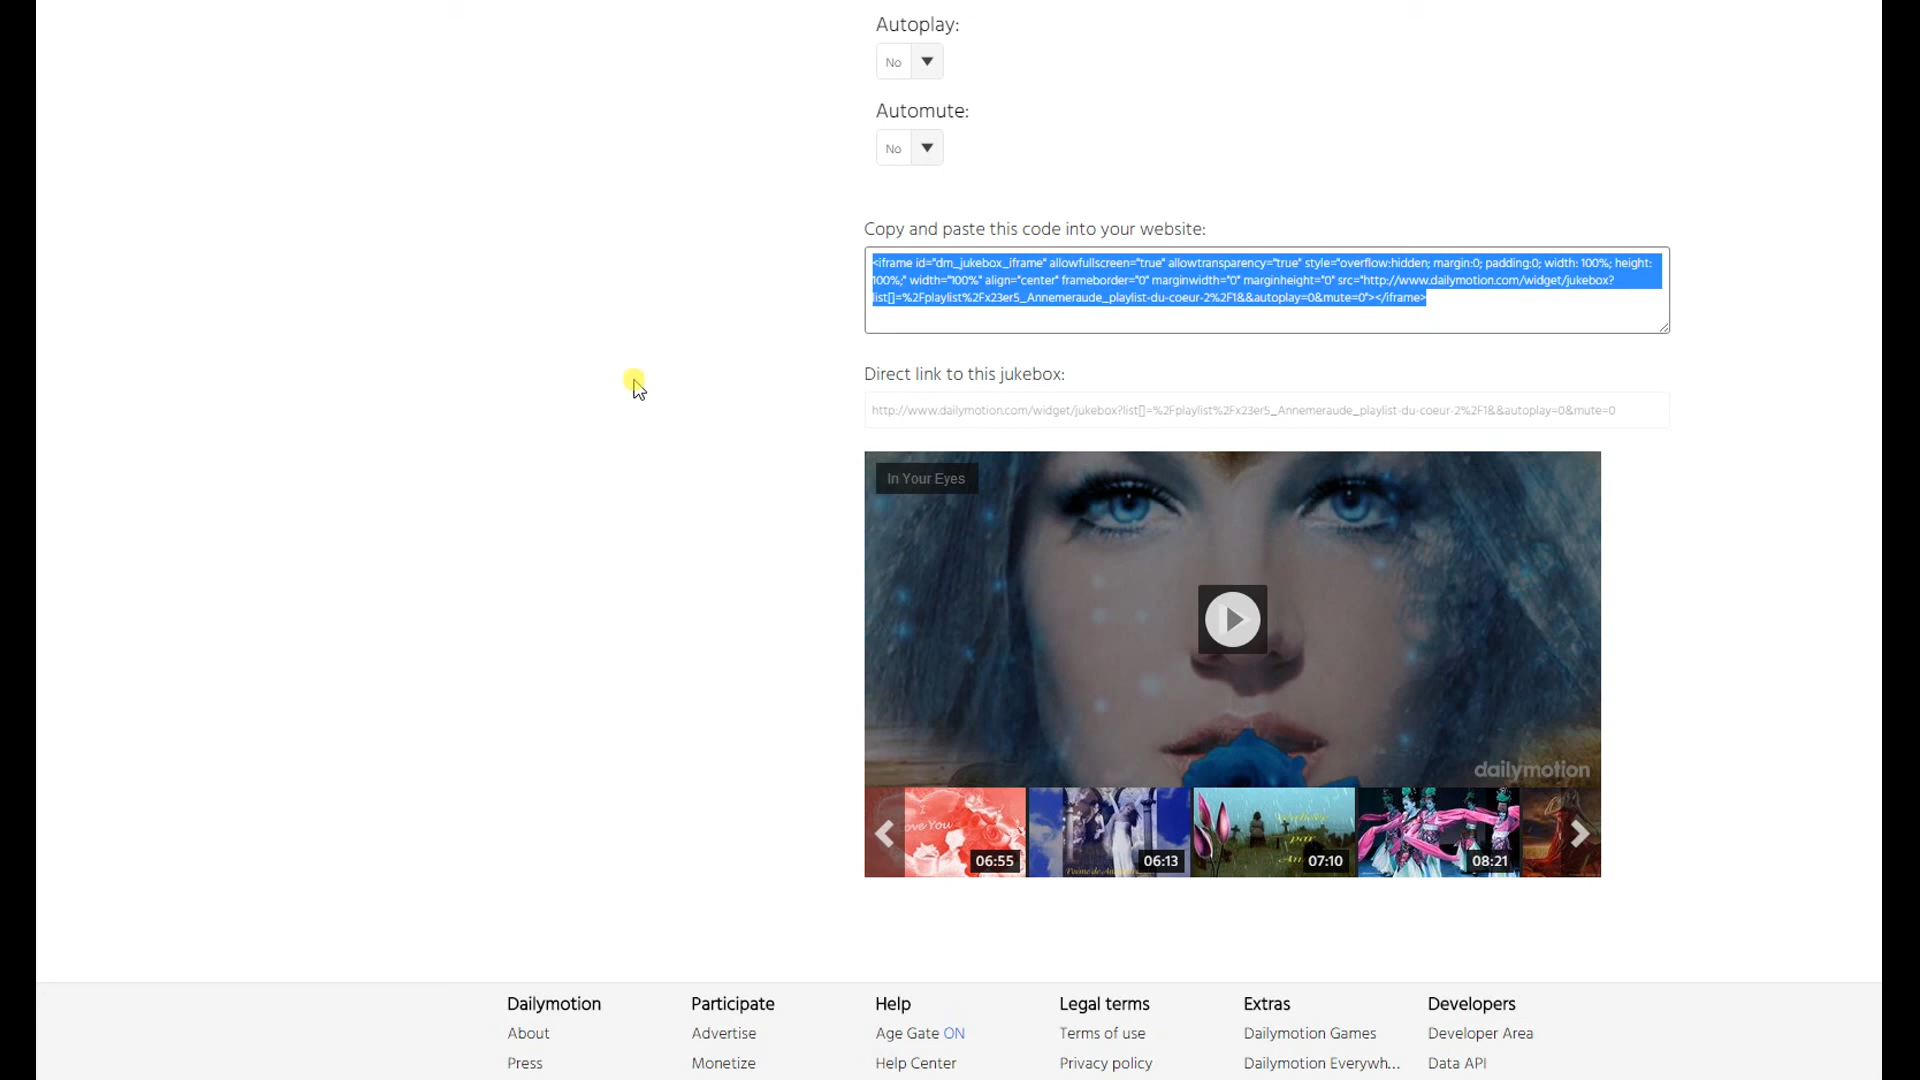 Autoplay:
No
Automute:
No
Copy and paste this code into your website:
<iframe id="dm_jukebox_iframe" allowfullscreen="true" allowtransparency="true" style="overflow:hidden; margin:0; padding:0; width: 100%; height:
100%;" width="100%" align="center" frameborder="0" marginwidth="0" marginheight="0" src="http://www.dailymotion.com/widget/jukebox?
list[]=%2Fplaylist%2Fx23er5_Annemeraude_playlist-du-coeur-2%2F1&&autoplay=0&mute=0"></iframe>
Direct link to this jukebox:
http://www.dailymotion.com/widget/jukebox?list[]=%2Fplaylist%2Fx23er5_Annemeraude_playlist-du-coeur-2%2F1&&autoplay=0&mute=0
In Your Eyes
dailymotion
I
ove You
06:55
06:13
par
07:10
08:21
Dailymotion
Participate
Help
Legal terms
Extras
Developers
About
Advertise
Age Gate ON
Terms of use
Dailymotion Games
Developer Area
Press
Monetize
Help Center
Privacy policy
Dailymotion Everywh...
Data API